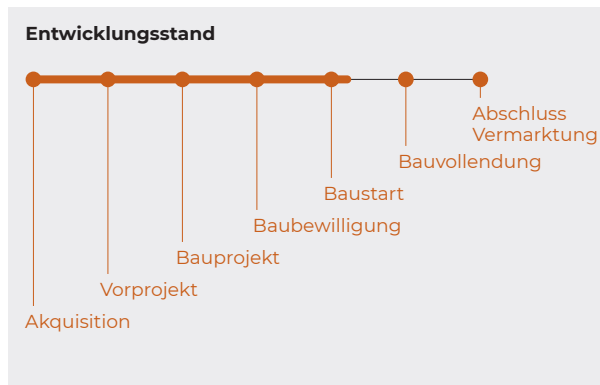 Entwicklungsstand
Abschluss
Vermarktung
Bauvollendung
Baustart
Baubewilligung
Bauprojekt
Vorprojekt
Akquisition